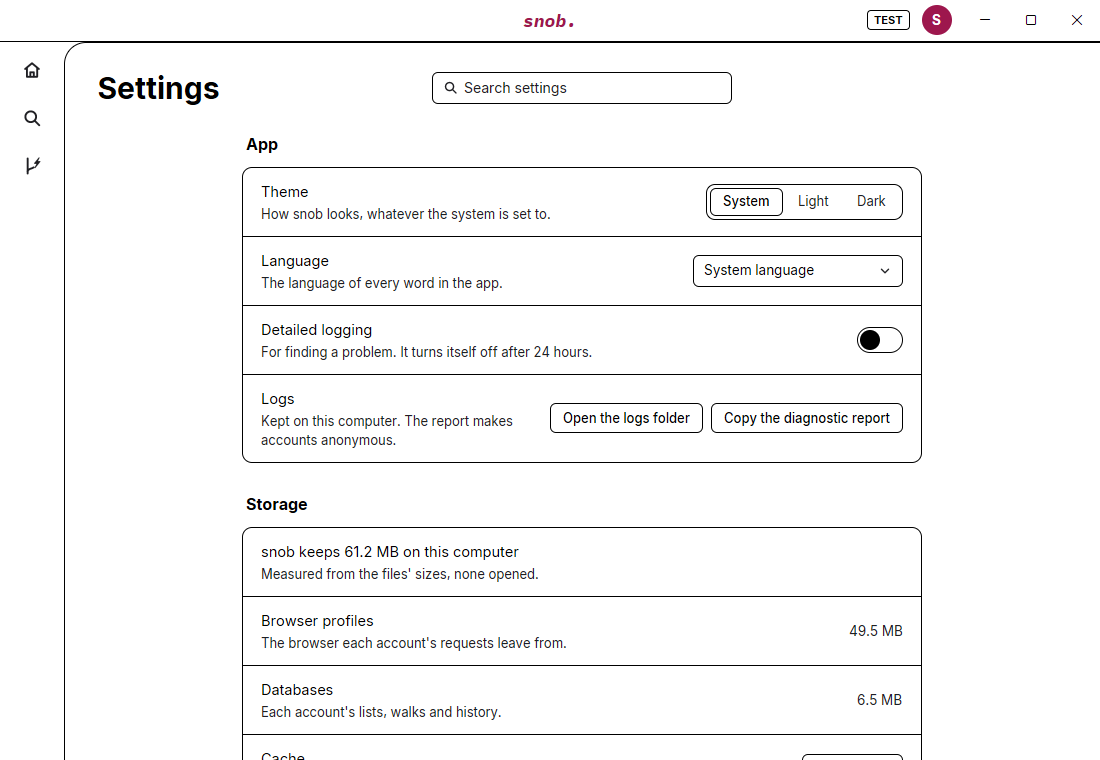 snob.
TEST
S
Settings
Search settings
App
Theme
How snob looks, whatever the system is set to.
System
Light
Dark
Language
The language of every word in the app.
System language
Detailed logging
For finding a problem. It turns itself off after 24 hours.
Logs
Kept on this computer. The report makes
accounts anonymous.
Open the logs folder
Copy the diagnostic report
Storage
snob keeps 61.2 MB on this computer
Measured from the files' sizes, none opened.
Browser profiles
The browser each account's requests leave from.
49.5 MB
Databases
Each account's lists, walks and history.
6.5 MB
Cache